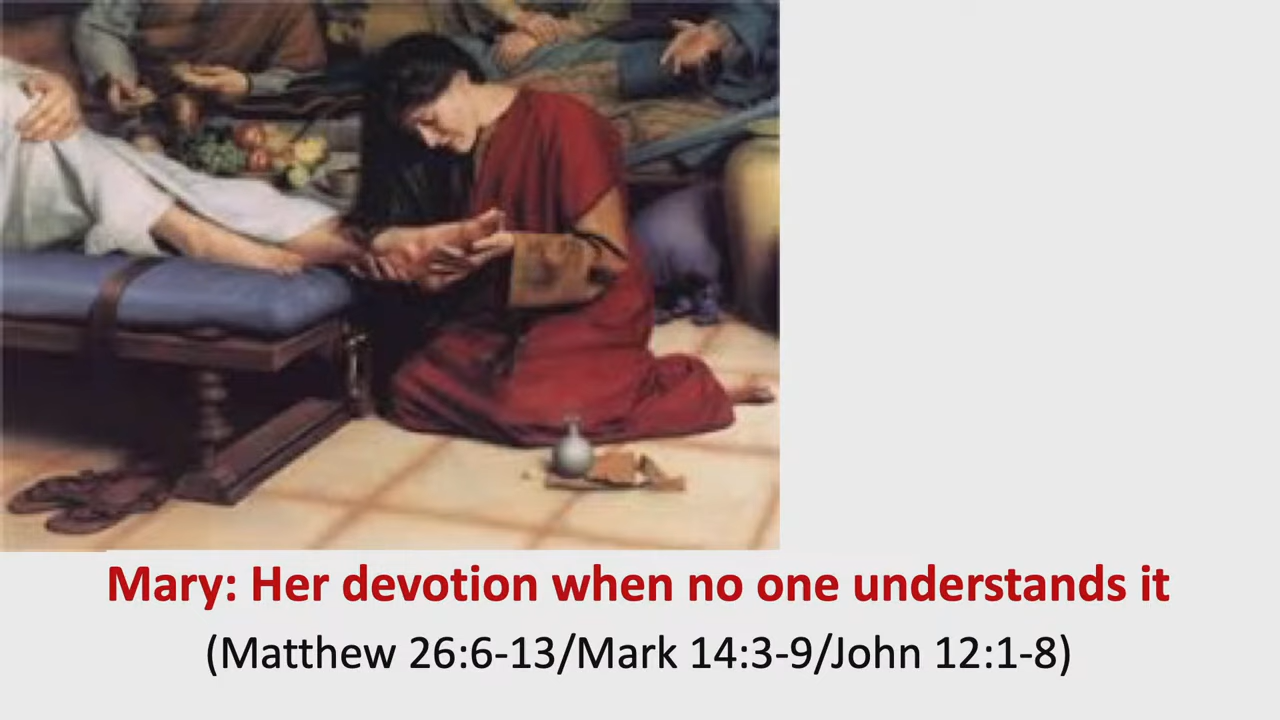 Mary: Her devotion when no one understands it
(Matthew 26:6-13/Mark 14:3-9/John 12:1-8)